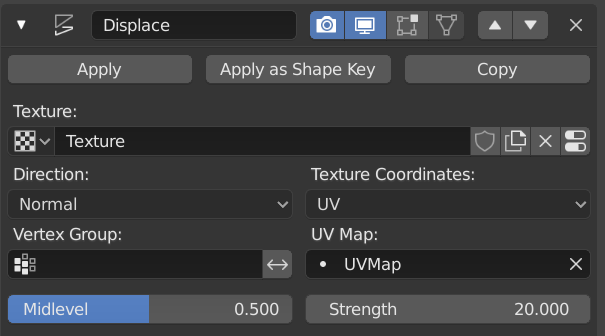 Displace
Apply Apply as Shape Key Copy
Texture:
Texture
Direction: Texture Coordinates:
Normal UV
Vertex Group: UV Map:
UVMap
Midlevel 0.500 Strength 20.000